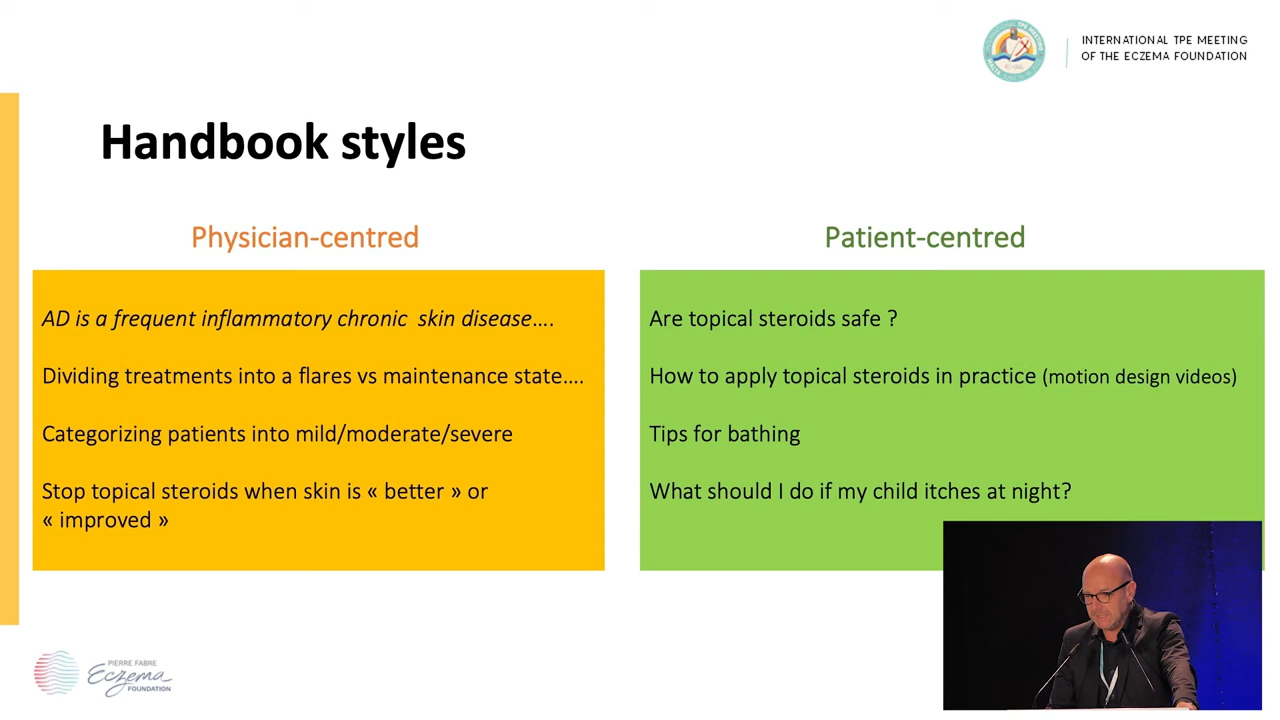 INTERNATIONAL TPE MEETING
OF THE ECZEMA FOUNDATION
Handbook styles
Physician-centred
AD is a frequent inflammatory chronic skin disease....
Dividing treatments into a flares vs maintenance state....
Categorizing patients into mild/moderate/severe
Stop topical steroids when skin is « better » or
« improved »
Patient-centred
Are topical steroids safe ?
How to apply topical steroids in practice (motion design videos)
Tips for bathing
What should I do if my child itches at night?
PIERRE FABRE
Eczema
FOUNDATION